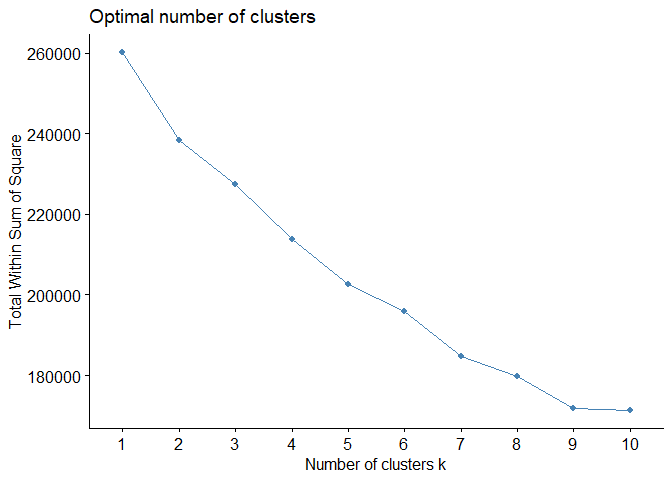 Optimal number of clusters
Total Within Sum of Square
260000
240000
220000
200000
180000
1 2 3 4 5 6 7 8 9 10
Number of clusters k